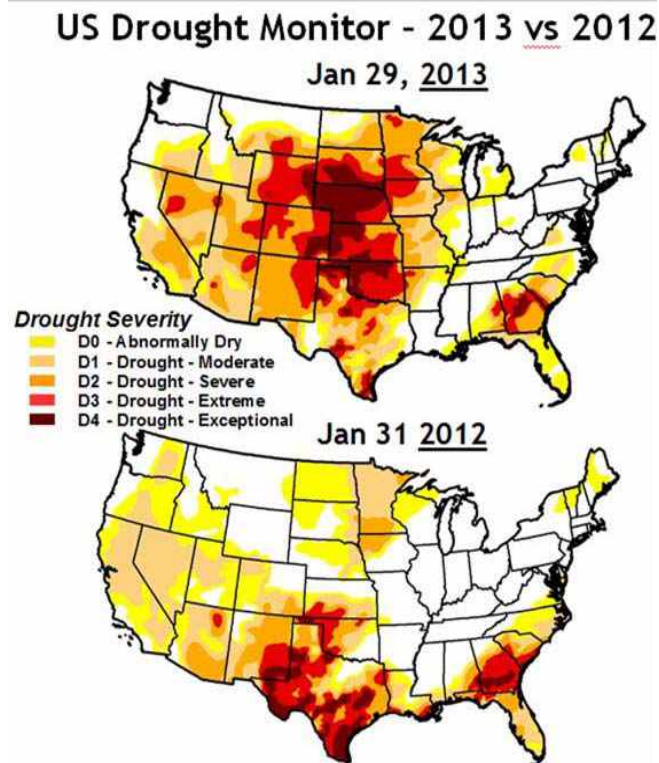 US Drought Monitor - 2013 vs 2012
Jan 29, 2013
Drought Severity
D0 - Abnormally Dry
D1 - Drought - Moderate
D2 - Drought - Severe
D3 - Drought - Extreme
D4 - Drought - Exceptional
Jan 31 2012